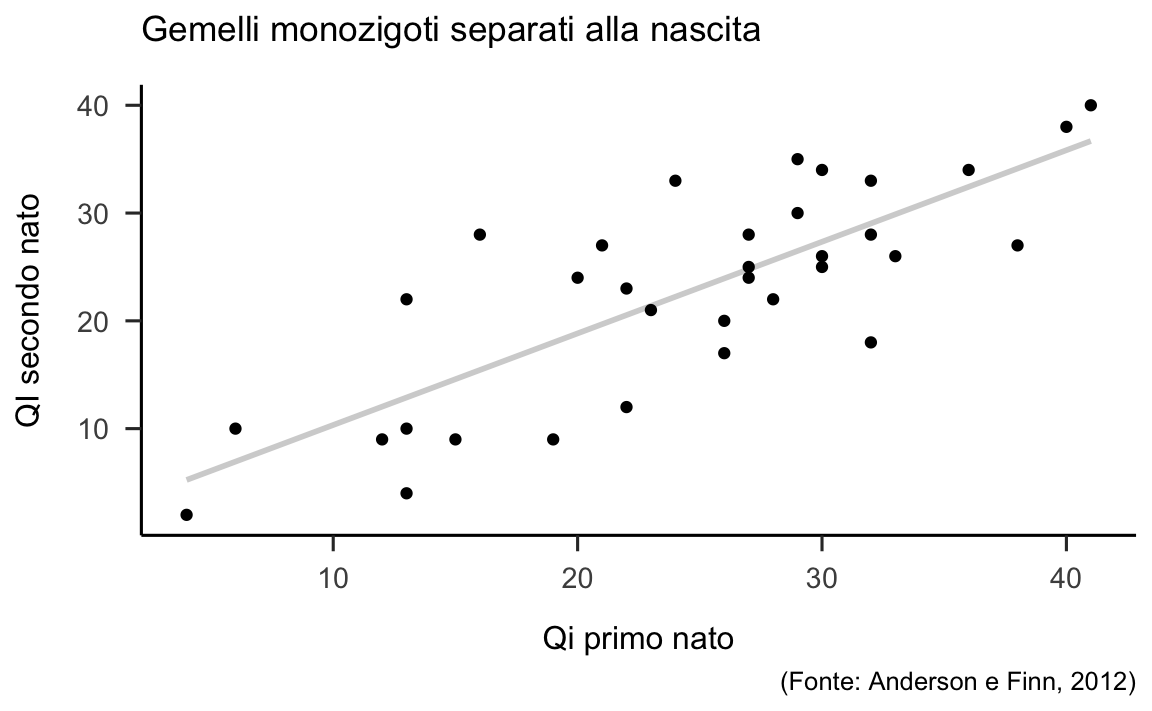 Gemelli monozigoti separati alla nascita
40
30
20
10
QI secondo nato
10 20 30 40
Qi primo nato
(Fonte: Anderson e Finn, 2012)